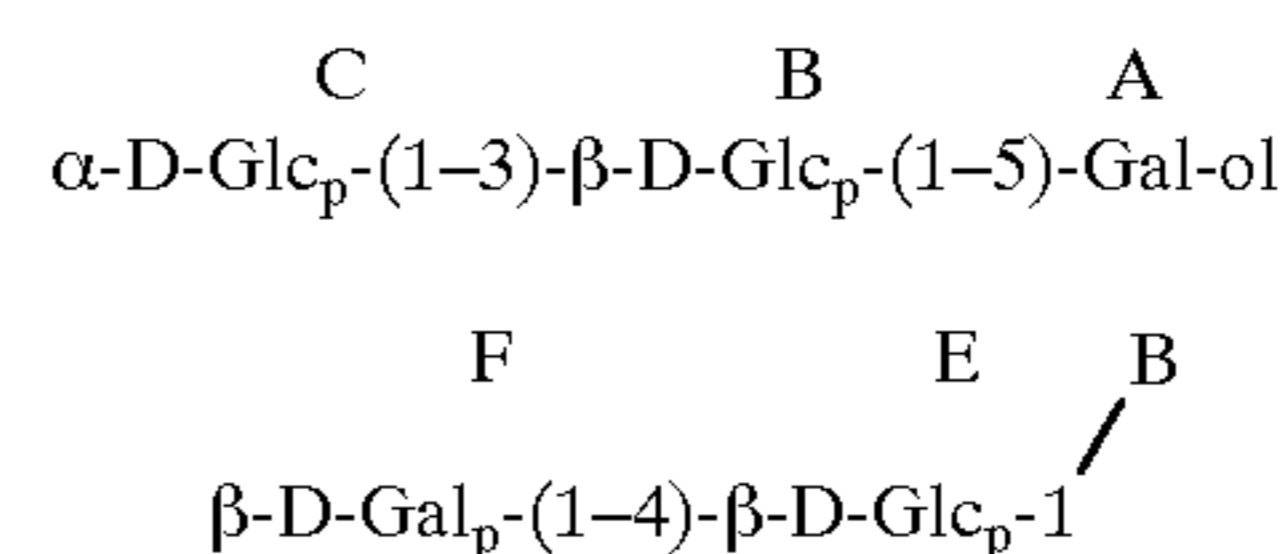 C B A
α-D-Glcp-(1–3)-β-D-Glcp-(1–5)-Gal-ol
F E B
β-D-Galp-(1–4)-β-D-Glcp-1